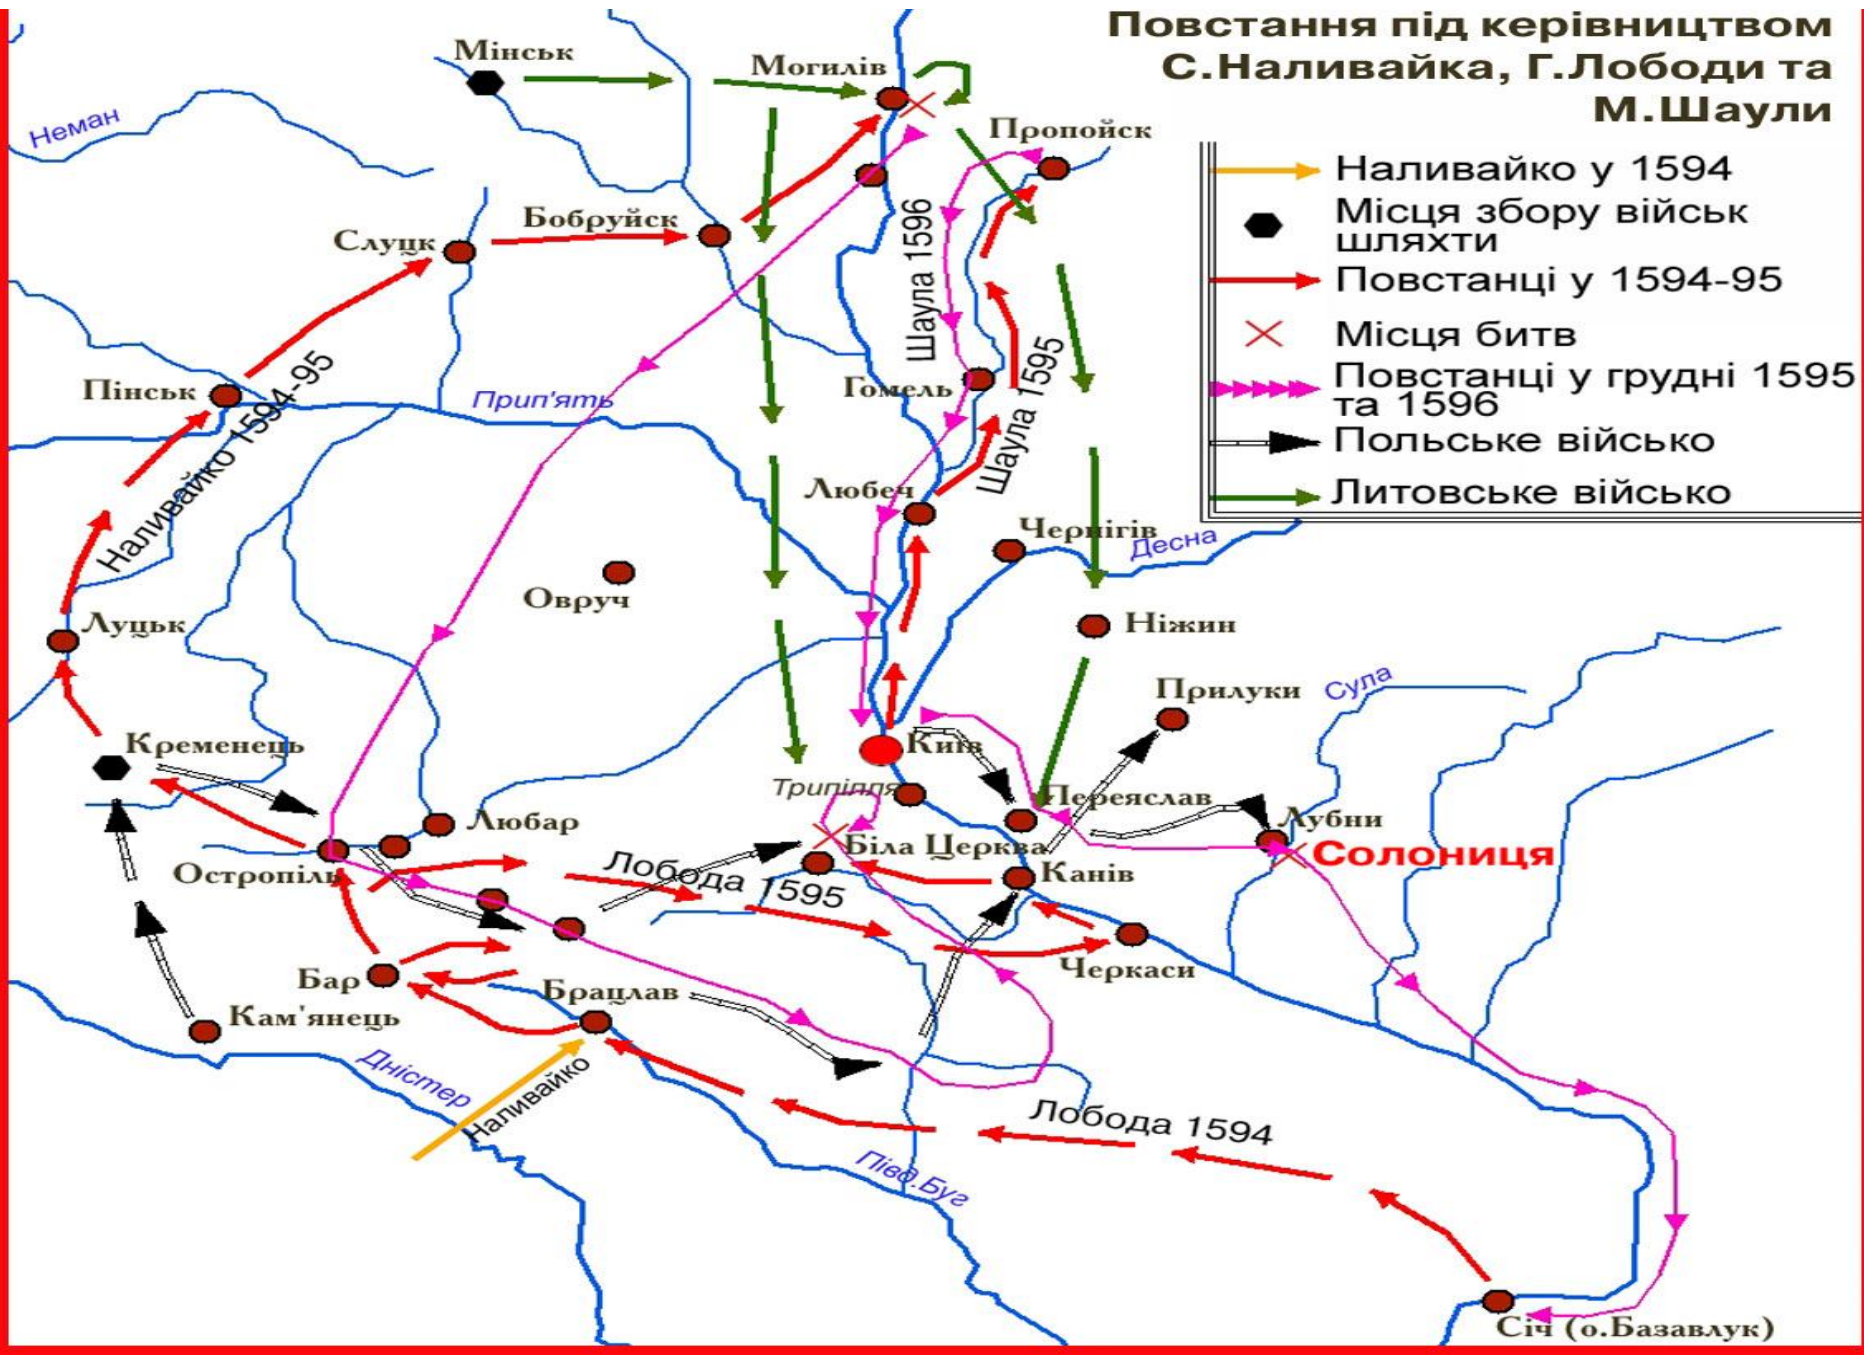 Повстання під керівництвом
С.Наливайка, Г.Лободи та
М.Шаули
Наливайко у 1594
Місця збору військ
шляхти
Повстанці у 1594-95
Місця битв
Повстанці у грудні 1595
та 1596
Польське військо
Литовське військо
Мінськ
Могилів
Неман
Пропойск
Бобруйск
Слуцк
Шаула 1596
Шаула 1595
Пінськ
Прип'ять
Гомель
Наливайко 1594-95
Любеч
Чернігів
Десна
Овруч
Луцьк
Ніжин
Прилуки
Сула
Кременець
Київ
Трипілля
Переяслав
Любар
Лубни
Біла Церква
Солониця
Остропіль
Лобода 1595
Канів
Бар
Черкаси
Брацлав
Кам'янець
Дністер
Наливайко
Лобода 1594
Півд.Буг
Січ (о.Базавлук)